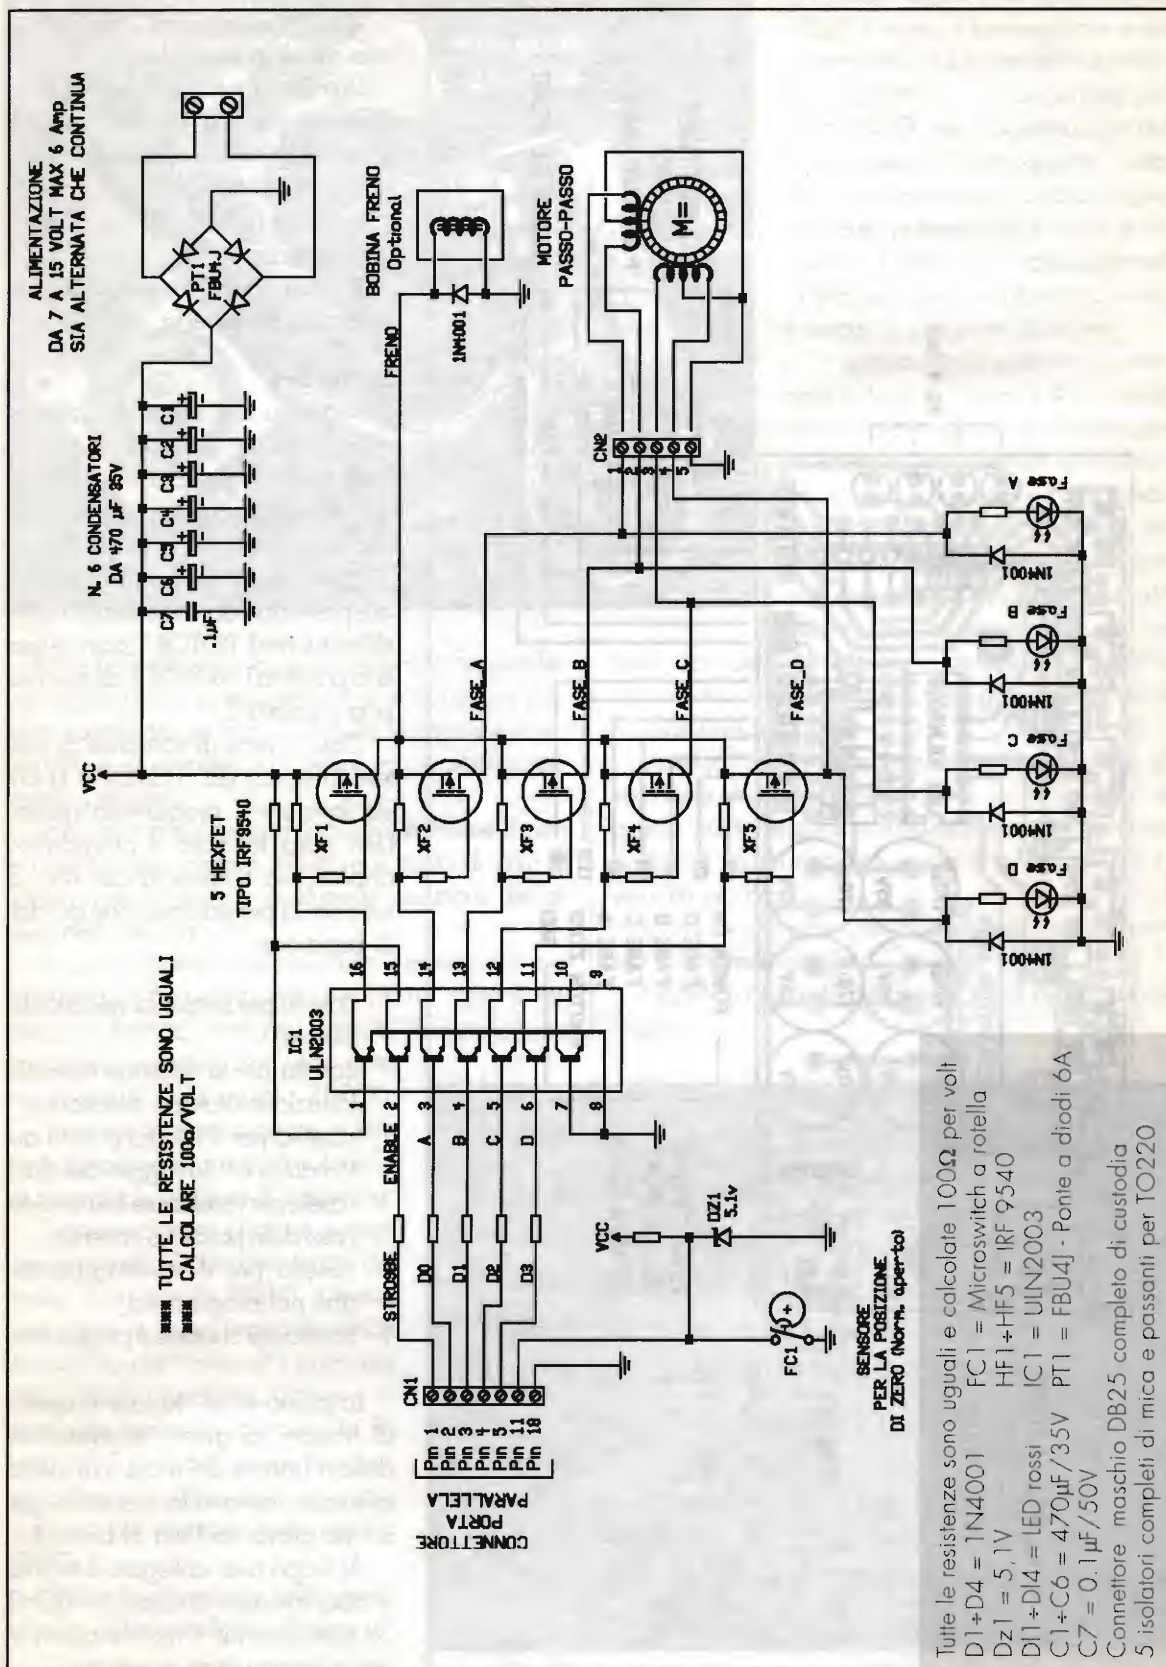 ALIMENTAZIONE
DA 7 A 15 VOLT MAX 6 Amp
SIA ALTERNATA CHE CONTINUA
PT1
FBU4J
N. 6 CONDENSATORI
DA 470 µF 35V
C7
C6
C5
C4
C3
C2
C1
.1µF
VCC
BOBINA FRENO
Optional
FRENO
1N4001
MOTORE
PASSO-PASSO
M=
CN2
1
2
3
4
5
5 HEXFET
TIPO IRF9540
XF1
XF2
XF3
XF4
XF5
FASE_A
FASE_B
FASE_C
FASE_D
*** TUTTE LE RESISTENZE SONO UGUALI
*** CALCOLARE 100Ω/VOLT
IC1
ULN2003
1
2
3
4
5
6
7
8
16
15
14
13
12
11
10
9
ENABLE
A
B
C
D
STROBBE
D0
D1
D2
D3
CN1
Pin 1
Pin 2
Pin 3
Pin 4
Pin 5
Pin 11
Pin 18
CONNETTORE
PORTA
PARALLELA
VCC
DZ1
5.1v
FC1
SENSORE
PER LA POSIZIONE
DI ZERO (Norm. aperto)
Fase D
1N4001
Fase C
1N4001
Fase B
1N4001
Fase A
1N4001
Tutte le resistenze sono uguali e calcolate 100Ω per volt
D1÷D4 = 1N4001 FC1 = Microswitch a rotella
Dz1 = 5,1V HF1÷HF5 = IRF 9540
Dl1÷Dl4 = LED rossi IC1 = ULN2003
C1÷C6 = 470µF/35V PT1 = FBU4J - Ponte a diodi 6A
C7 = 0.1µF/50V
Connettore maschio DB25 completo di custodia
5 isolatori completi di mica e passanti per TO220